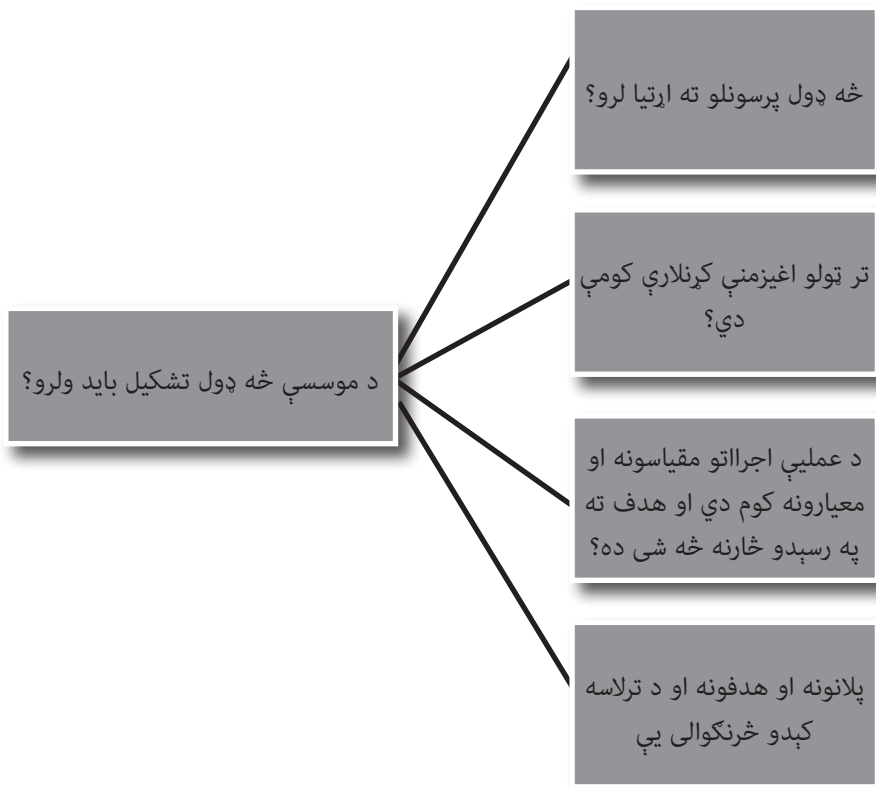 څه ډول پرسونلو ته اړتیا لرو؟
تر ټولو اغیزمنې کړنلارې کومې
دي؟
د موسسې څه ډول تشکیل باید ولرو؟
د عملیې اجرااتو مقیاسونه او
معیارونه کوم دي او هدف ته
په رسېدو څارنه څه شی ده؟
پلانونه او هدفونه او د ترلاسه
کېدو څرنګوالی یې